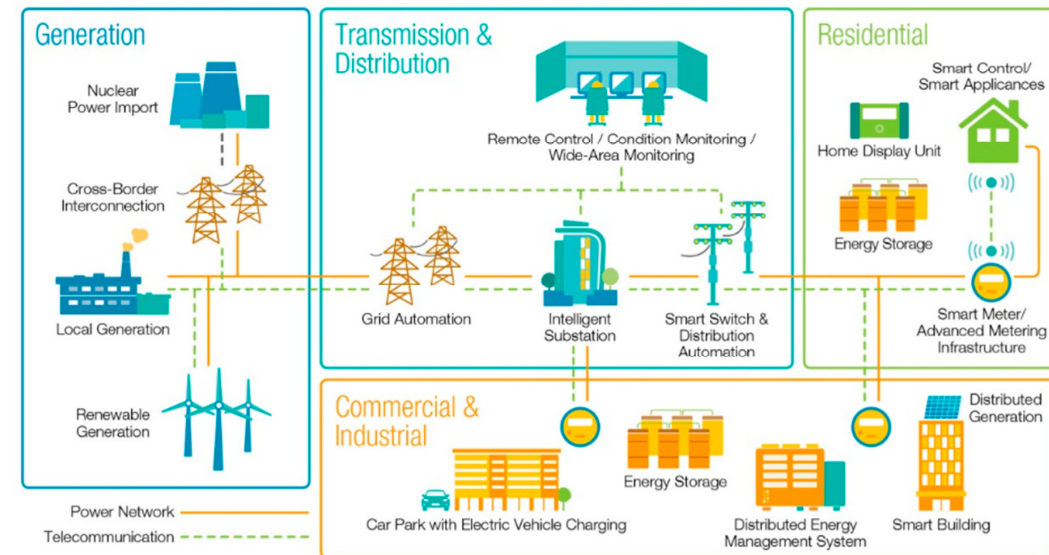 Generation
Nuclear
Power Import
Cross-Border
Interconnection
Local Generation
Renewable
Generation
Power Network
Telecommunication
Transmission &
Distribution
Remote Control / Condition Monitoring /
Wide-Area Monitoring
Grid Automation
Intelligent
Substation
Smart Switch &
Distribution
Automation
Residential
Smart Control/
Smart Applicances
Home Display Unit
Energy Storage
Smart Meter/
Advanced Metering
Infrastructure
Commercial &
Industrial
Car Park with Electric Vehicle Charging
Energy Storage
Distributed Energy
Management System
Distributed
Generation
Smart Building